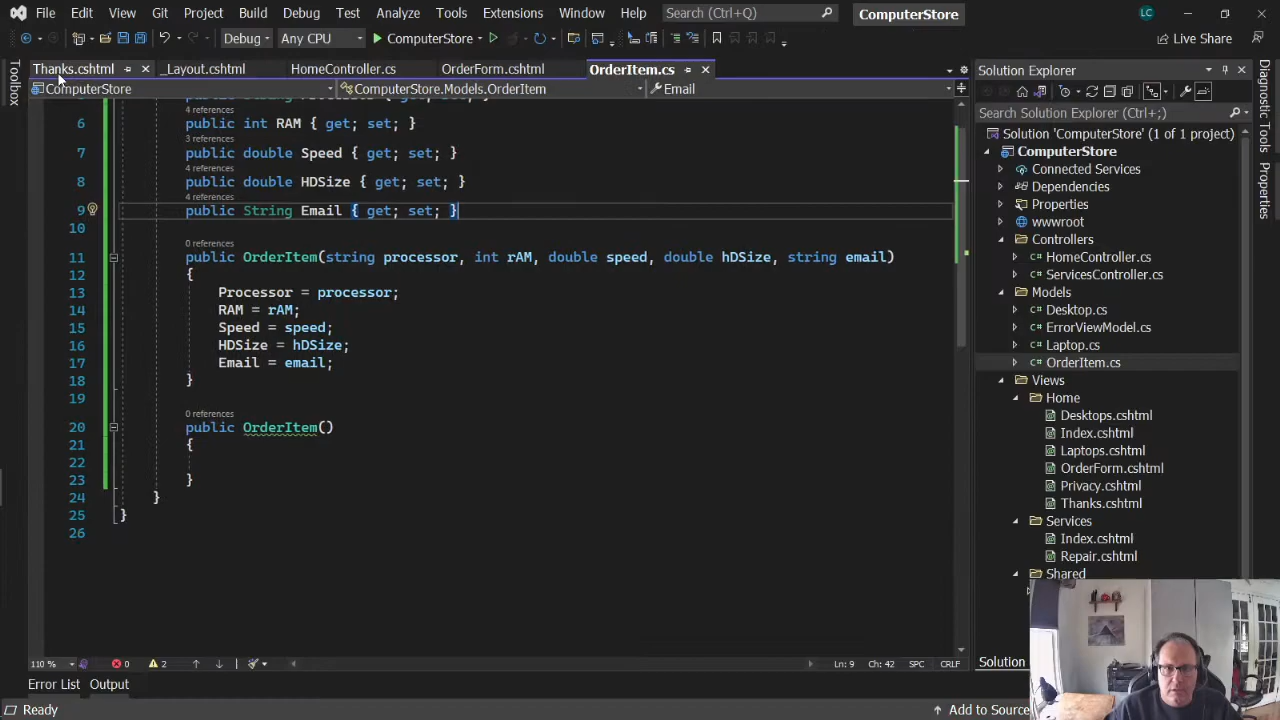 File Edit View Git Project Build Debug Test Analyze Tools Extensions Window Help Search (Ctrl+Q) ComputerStore LC
Debug Any CPU ComputerStore Live Share
Thanks.cshtml _Layout.cshtml HomeController.cs OrderForm.cshtml OrderItem.cs
ComputerStore ComputerStore.Models.OrderItem Email
4 references
6 public int RAM { get; set; }
3 references
7 public double Speed { get; set; }
4 references
8 public double HDSize { get; set; }
4 references
9 public String Email { get; set; }
10
0 references
11 public OrderItem(string processor, int rAM, double speed, double hDSize, string email)
12 {
13 Processor = processor;
14 RAM = rAM;
15 Speed = speed;
16 HDSize = hDSize;
17 Email = email;
18 }
19
0 references
20 public OrderItem()
21 {
22
23 }
24 }
25 }
26
110 % 0 2 Ln: 9 Ch: 42 SPC CRLF
Error List Output
Ready Add to Source
Toolbox
Solution Explorer
Search Solution Explorer (Ctrl+;)
Solution 'ComputerStore' (1 of 1 project)
ComputerStore
Connected Services
Dependencies
Properties
wwwroot
Controllers
C# HomeController.cs
C# ServicesController.cs
Models
C# Desktop.cs
C# ErrorViewModel.cs
C# Laptop.cs
C# OrderItem.cs
Views
Home
Desktops.cshtml
Index.cshtml
Laptops.cshtml
OrderForm.cshtml
Privacy.cshtml
Thanks.cshtml
Services
Index.cshtml
Repair.cshtml
Shared
Solution
Diagnostic Tools
Properties